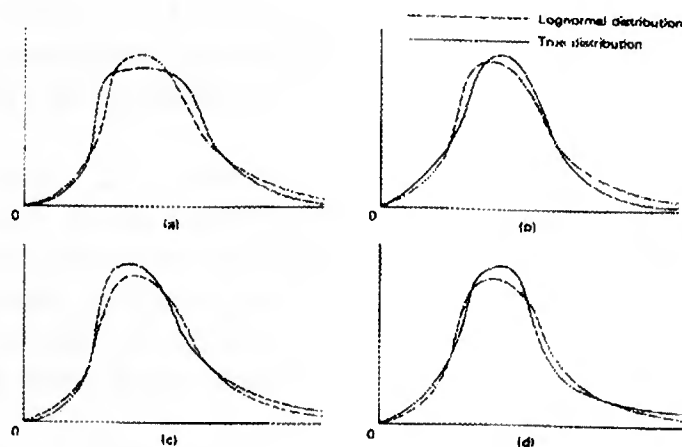 Lognormal distribution
True distribution
0
(a)
0
(b)
0
(c)
0
(d)